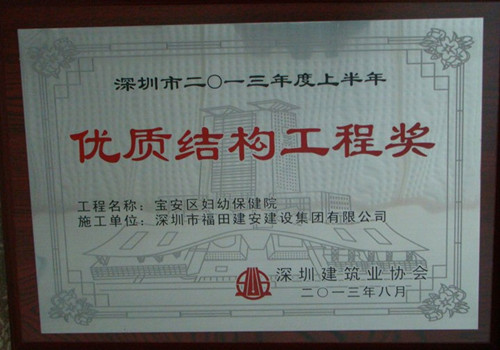 深圳市二〇一三年度上半年
优质结构工程奖
工程名称：宝安区妇幼保健院
施工单位：深圳市福田建安建设集团有限公司
深圳建筑业协会
二〇一三年八月